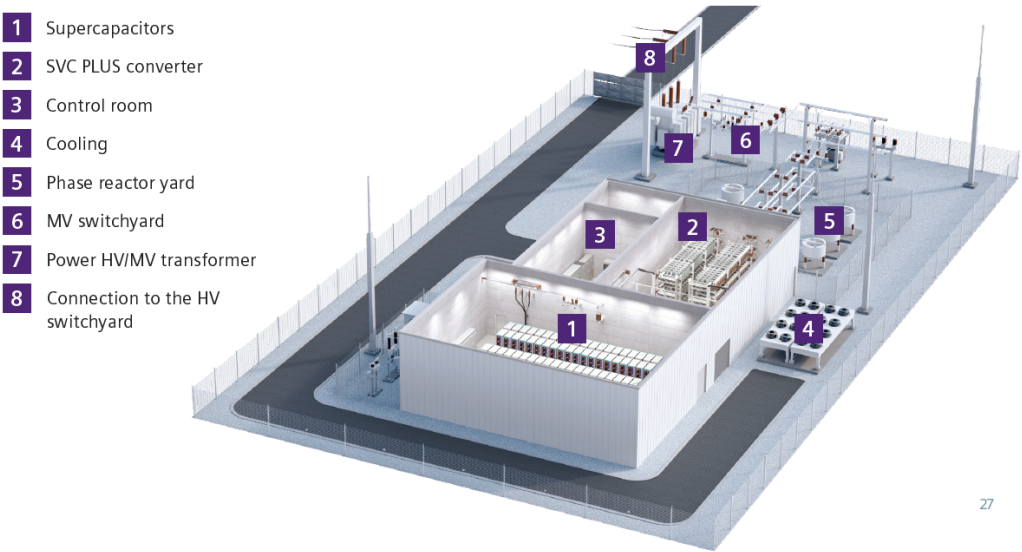 1 Supercapacitors
2 SVC PLUS converter
3 Control room
4 Cooling
5 Phase reactor yard
6 MV switchyard
7 Power HV/MV transformer
8 Connection to the HV
switchyard
8
7
6
5
2
3
1
4
27